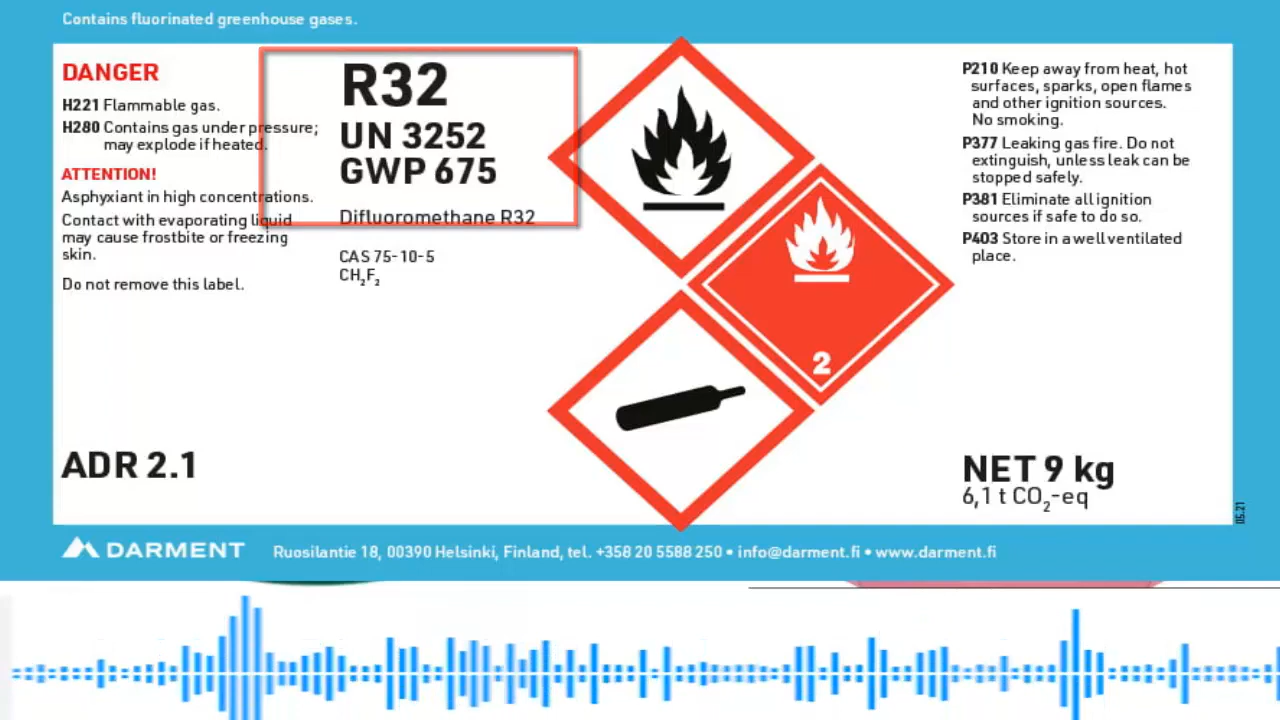 Contains fluorinated greenhouse gases.
DANGER
H221 Flammable gas.
H280 Contains gas under pressure;
may explode if heated.
ATTENTION!
Asphyxiant in high concentrations.
Contact with evaporating liquid
may cause frostbite or freezing
skin.
Do not remove this label.
ADR 2.1
R32
UN 3252
GWP 675
Difluoromethane R32
CAS 75-10-5
CH₂F₂
2
P210 Keep away from heat, hot
surfaces, sparks, open flames
and other ignition sources.
No smoking.
P377 Leaking gas fire. Do not
extinguish, unless leak can be
stopped safely.
P381 Eliminate all ignition
sources if safe to do so.
P403 Store in a well ventilated
place.
NET 9 kg
6,1 t CO₂-eq
05.21
DARMENT
Ruosilantie 18, 00390 Helsinki, Finland, tel. +358 20 5588 250 • info@darment.fi • www.darment.fi